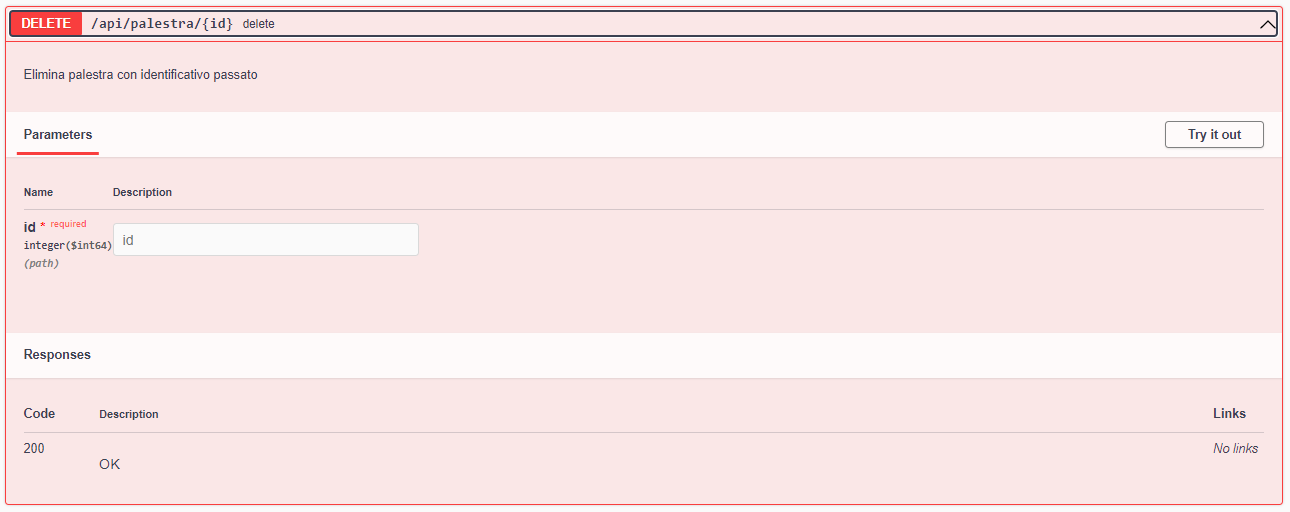 DELETE /api/palestra/{id} delete
Elimina palestra con identificativo passato
Parameters Try it out
Name Description
id * required
integer($int64) id
(path)
Responses
Code Description Links
200 No links
OK